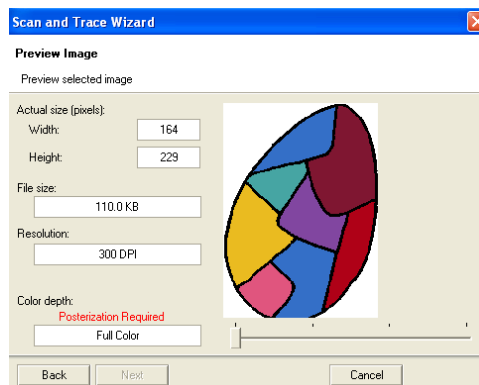 Scan and Trace Wizard
Preview Image
Preview selected image
Actual size (pixels):
Width: 164
Height: 229
File size:
110.0 KB
Resolution:
300 DPI
Color depth:
Posterization Required
Full Color
Back Next Cancel